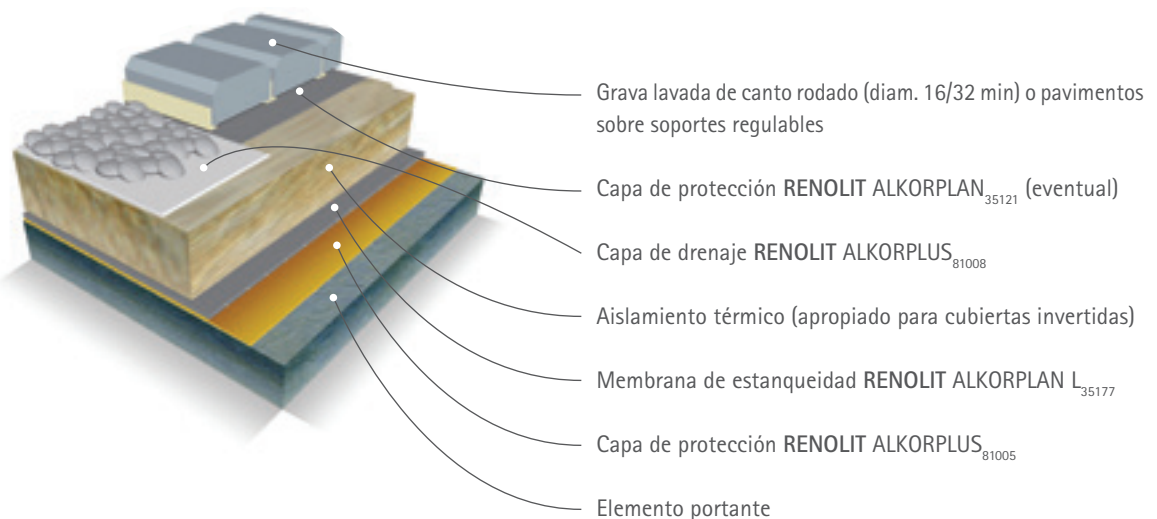 Grava lavada de canto rodado (diam. 16/32 min) o pavimentos
sobre soportes regulables
Capa de protección RENOLIT ALKORPLAN35121 (eventual)
Capa de drenaje RENOLIT ALKORPLUS81008
Aislamiento térmico (apropiado para cubiertas invertidas)
Membrana de estanqueidad RENOLIT ALKORPLAN L35177
Capa de protección RENOLIT ALKORPLUS81005
Elemento portante